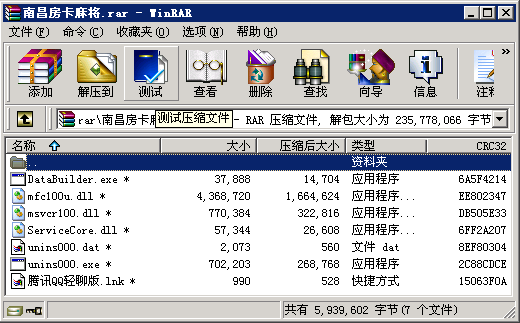 南昌房卡麻将.rar - WinRAR
文件(F) 命令(C) 收藏夹(O) 选项(N) 帮助(H)
添加 解压到 测试 查看 删除 查找 向导 信息 注释
rar\南昌房卡麻 - RAR 压缩文件, 解包大小为 235,778,066 字节
测试压缩文件
名称 大小 压缩后大小 类型 CRC32
.. 资料夹
DataBuilder.exe * 37,888 14,704 应用程序 6A5F4214
mfc100u.dll * 4,368,720 1,664,624 应用程序... EE802347
msvcr100.dll * 770,384 322,816 应用程序... DB505E33
ServiceCore.dll * 57,344 26,608 应用程序... 6FF2A207
unins000.dat * 2,073 560 文件 dat 8EF80304
unins000.exe * 702,203 268,768 应用程序 2C88CDCE
腾讯QQ轻聊版.lnk * 990 528 快捷方式 15063F0A
共有 5,939,602 字节(7 个文件)